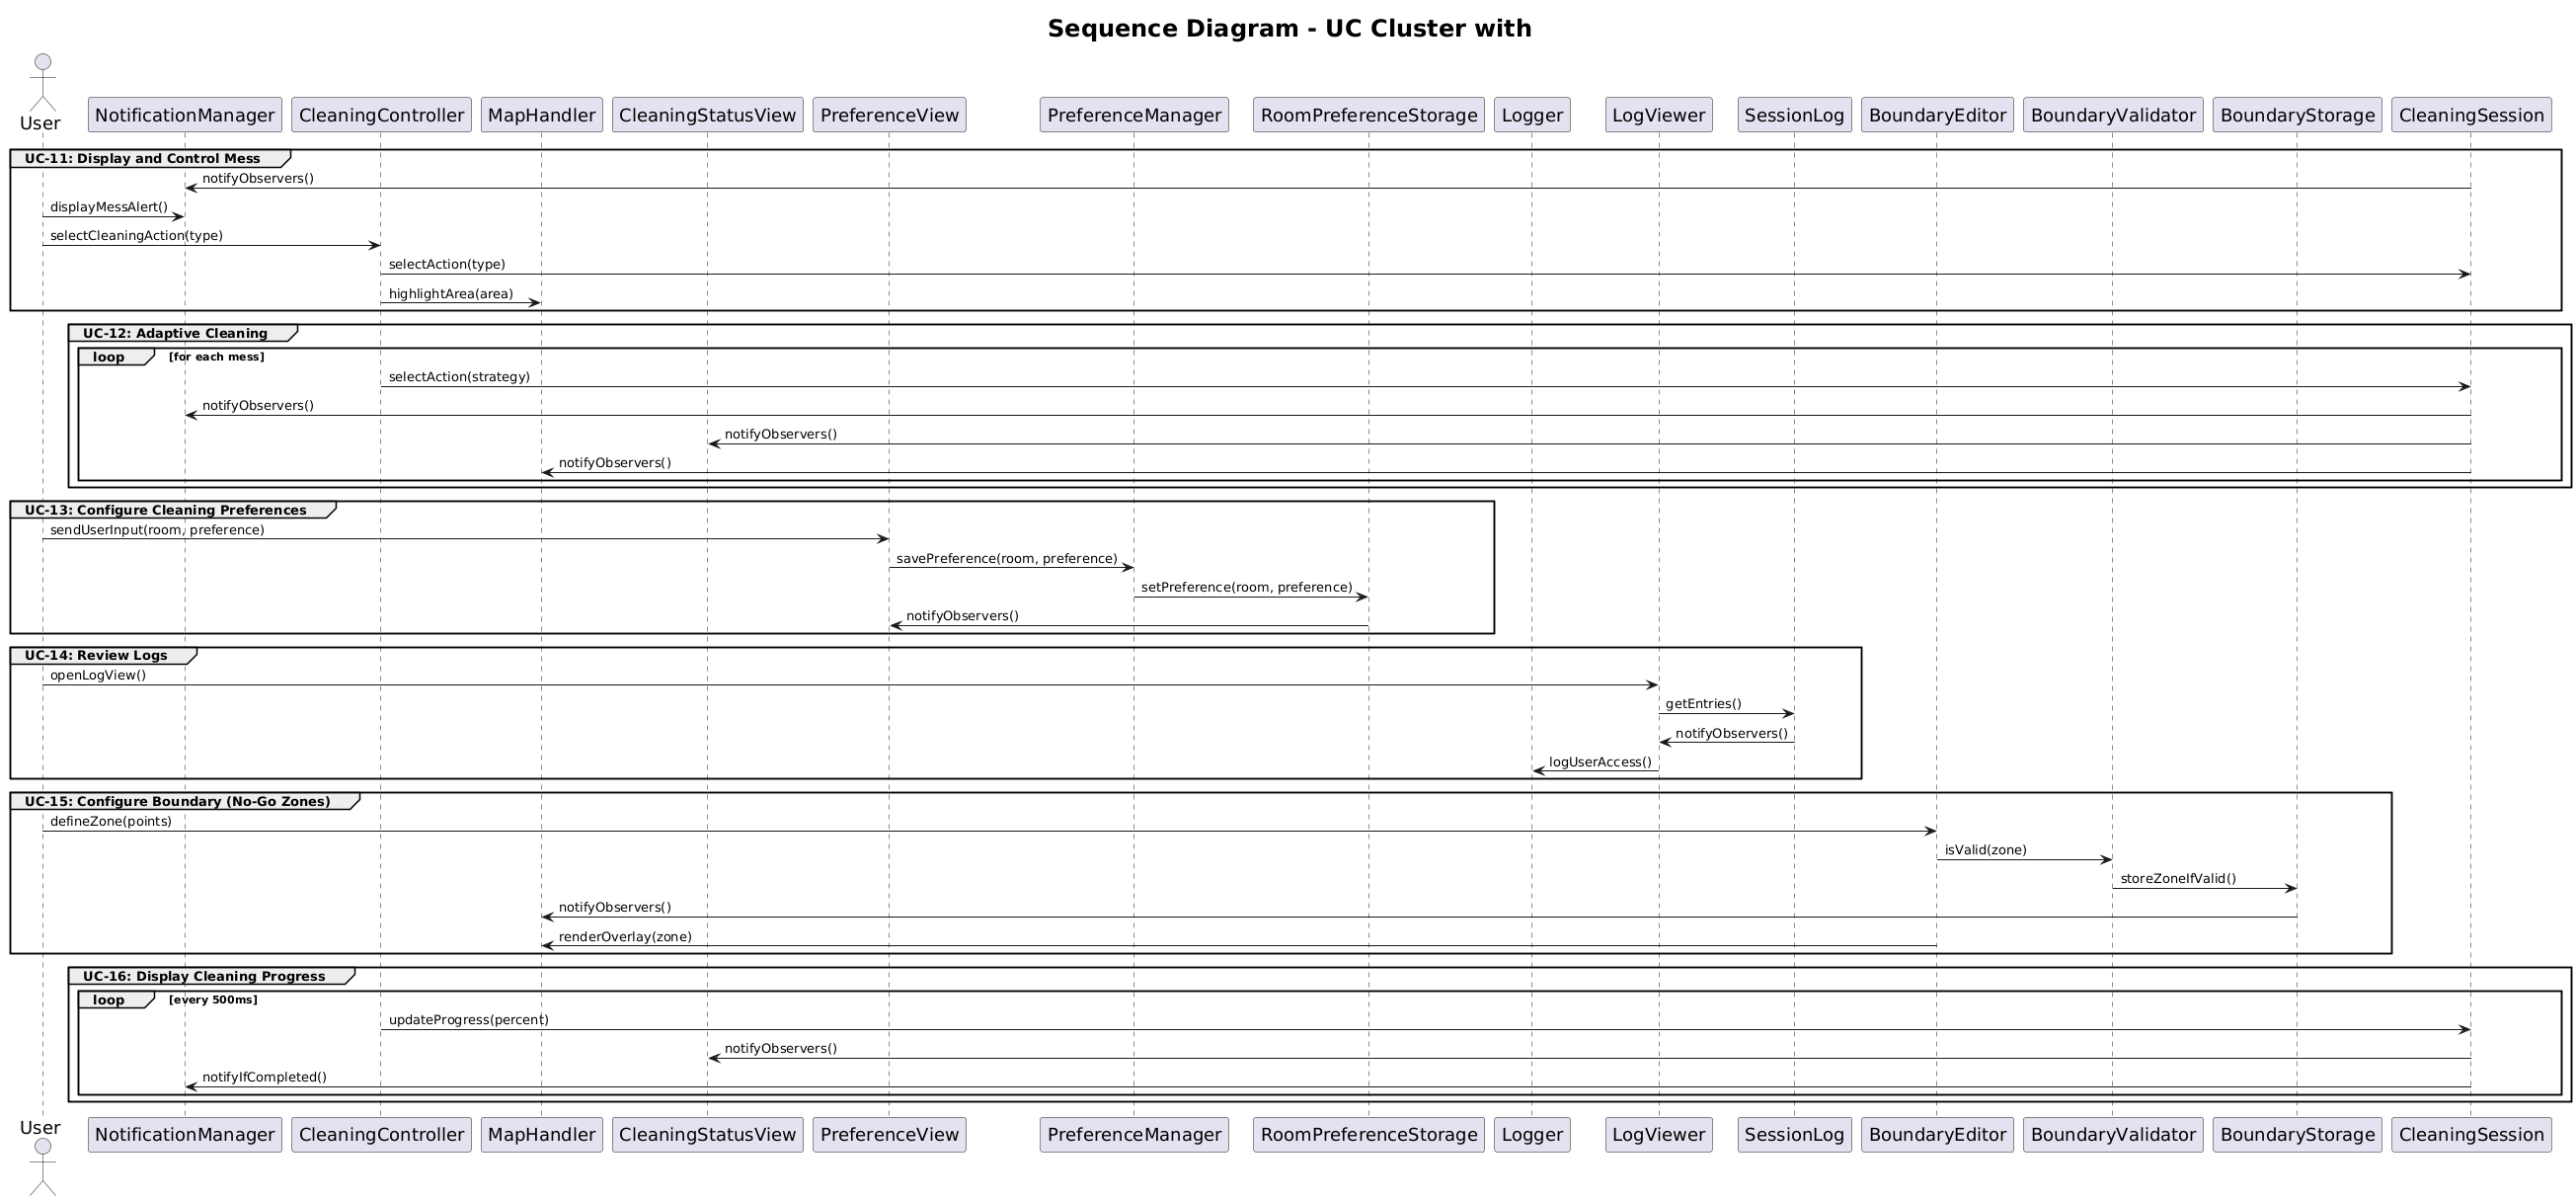 Sequence Diagram - UC Cluster with
User
NotificationManager
CleaningController
MapHandler
CleaningStatusView
PreferenceView
PreferenceManager
RoomPreferenceStorage
Logger
LogViewer
SessionLog
BoundaryEditor
BoundaryValidator
BoundaryStorage
CleaningSession
UC-11: Display and Control Mess
notifyObservers()
displayMessAlert()
selectCleaningAction(type)
selectAction(type)
highlightArea(area)
UC-12: Adaptive Cleaning
loop [for each mess]
selectAction(strategy)
notifyObservers()
notifyObservers()
notifyObservers()
UC-13: Configure Cleaning Preferences
sendUserInput(room, preference)
savePreference(room, preference)
setPreference(room, preference)
notifyObservers()
UC-14: Review Logs
openLogView()
getEntries()
notifyObservers()
logUserAccess()
UC-15: Configure Boundary (No-Go Zones)
defineZone(points)
isValid(zone)
storeZoneIfValid()
notifyObservers()
renderOverlay(zone)
UC-16: Display Cleaning Progress
loop [every 500ms]
updateProgress(percent)
notifyObservers()
notifyIfCompleted()
User
NotificationManager
CleaningController
MapHandler
CleaningStatusView
PreferenceView
PreferenceManager
RoomPreferenceStorage
Logger
LogViewer
SessionLog
BoundaryEditor
BoundaryValidator
BoundaryStorage
CleaningSession